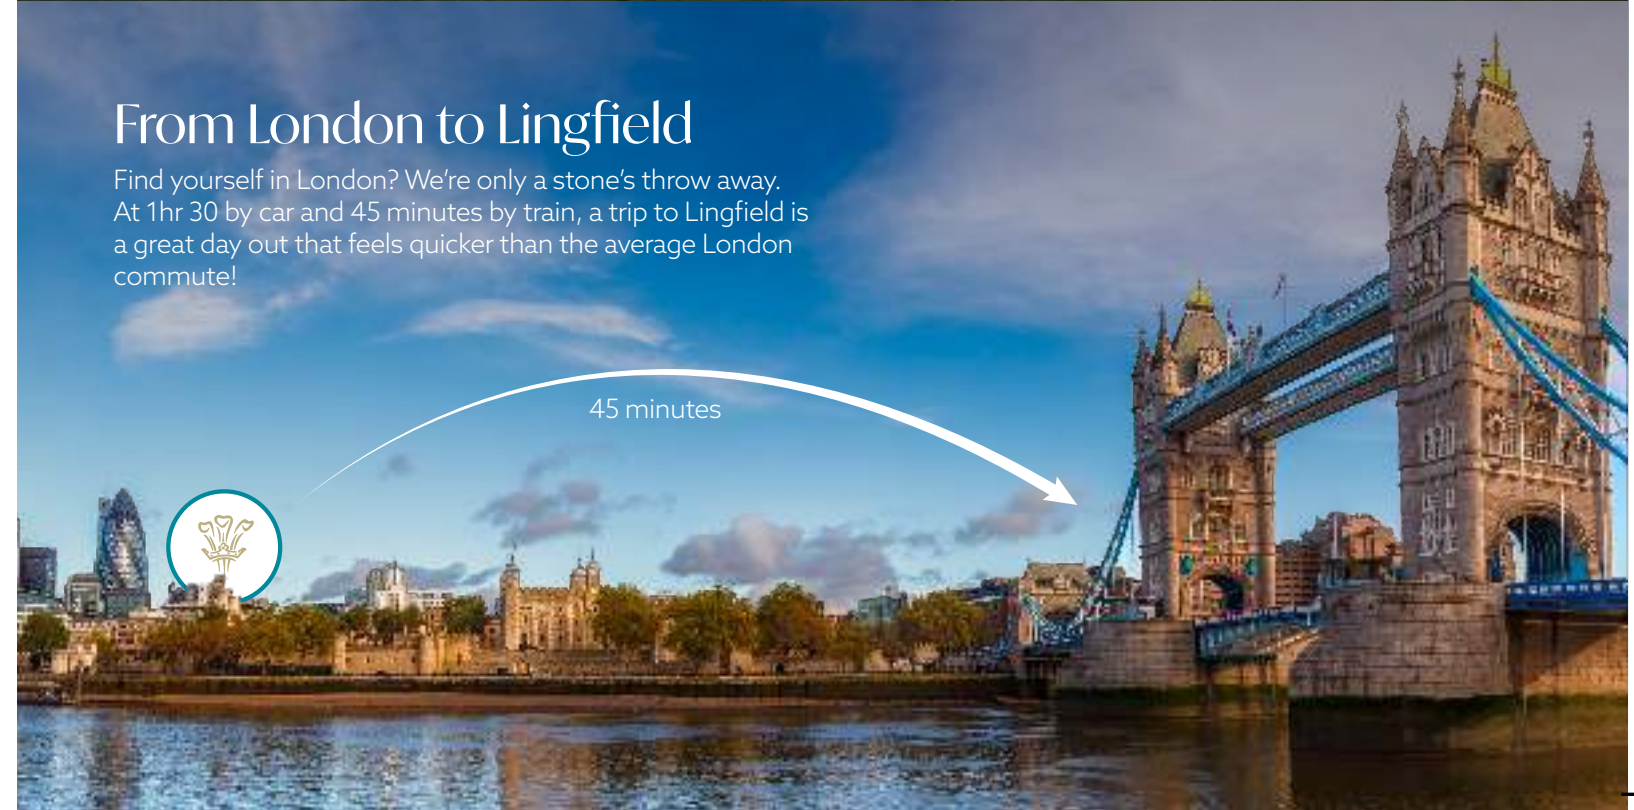 From London to Lingfield
Find yourself in London? We're only a stone's throw away.
At 1hr 30 by car and 45 minutes by train, a trip to Lingfield is
a great day out that feels quicker than the average London
commute!
45 minutes